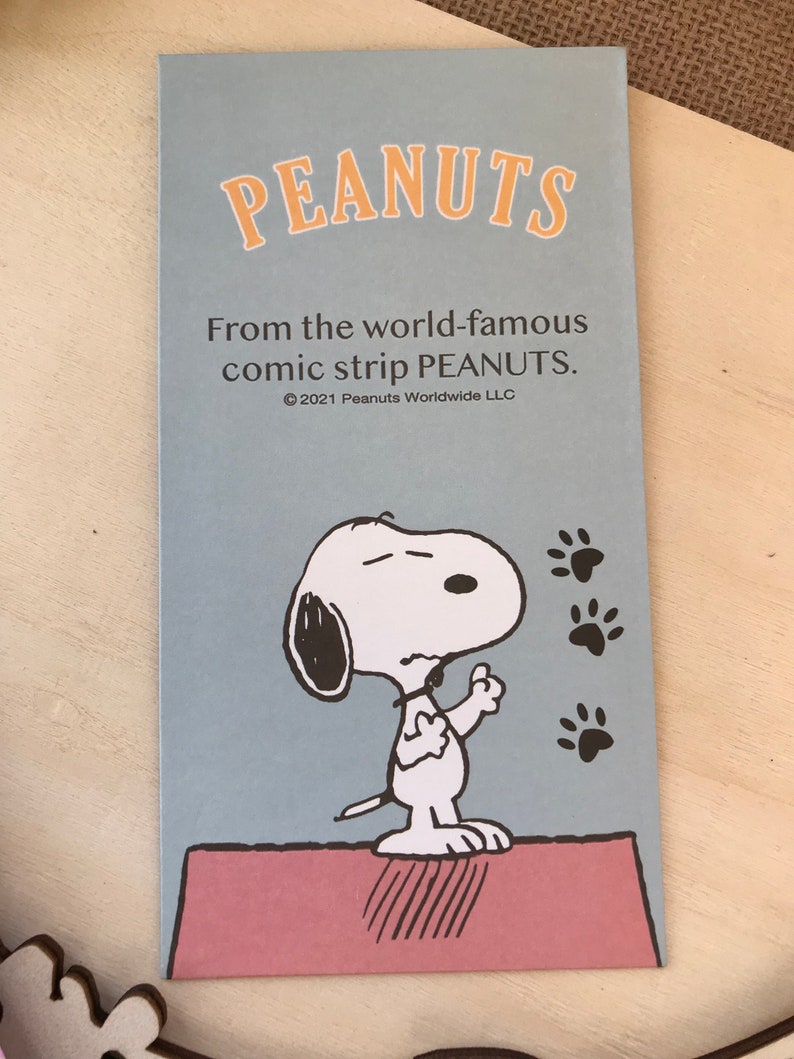 PEANUTS
From the world-famous
comic strip PEANUTS.
© 2021 Peanuts Worldwide LLC